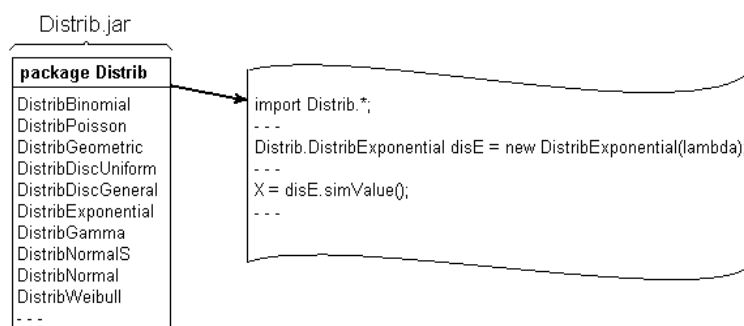 Distrib.jar
package Distrib
DistribBinomial
DistribPoisson
DistribGeometric
DistribDiscUniform
DistribDiscGeneral
DistribExponential
DistribGamma
DistribNormalS
DistribNormal
DistribWeibull
- - -
import Distrib.*;
- - -
Distrib.DistribExponential disE = new DistribExponential(lambda);
- - -
X = disE.simValue();
- - -